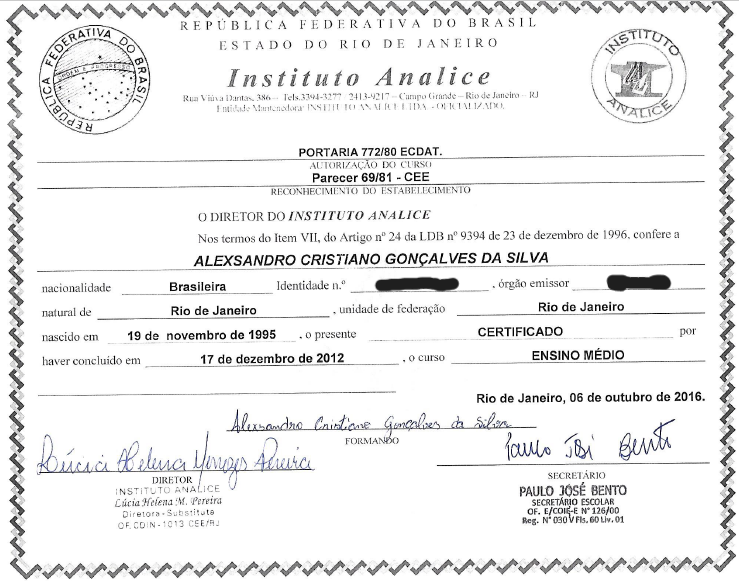 REPÚBLICA FEDERATIVA DO BRASIL
ESTADO DO RIO DE JANEIRO
Instituto Analice
Rua Viúva Dantas, 386 – Tels.3394-3277 2413-9217 – Campo Grande – Rio de Janeiro – RJ
Entidade Mantenedora: INSTITUTO ANALICE LTDA. - OFICIALIZADO.
REPÚBLICA FEDERATIVA DO BRASIL
ORDEM E PROGRESSO
INSTITUTO
ANALICE
PORTARIA 772/80 ECDAT.
AUTORIZAÇÃO DO CURSO
Parecer 69/81 - CEE
RECONHECIMENTO DO ESTABELECIMENTO
O DIRETOR DO INSTITUTO ANALICE
Nos termos do Item VII, do Artigo nº 24 da LDB nº 9394 de 23 de dezembro de 1996, confere a
ALEXSANDRO CRISTIANO GONÇALVES DA SILVA
nacionalidade Brasileira Identidade n.º , órgão emissor
natural de Rio de Janeiro , unidade de federação Rio de Janeiro
nascido em 19 de novembro de 1995 , o presente CERTIFICADO por
haver concluído em 17 de dezembro de 2012 , o curso ENSINO MÉDIO
Rio de Janeiro, 06 de outubro de 2016.
Alexsandro Cristiano Gonçalves da Silva
FORMANDO
Lúcia Helena Menezes Pereira
DIRETOR
INSTITUTO ANALICE
Lúcia Helena M. Pereira
Diretora - Substituta
OF. CDIN - 1013 CEE/RJ
Paulo José Bento
SECRETÁRIO
PAULO JOSÉ BENTO
SECRETÁRIO ESCOLAR
OF. E/COIE-E N° 126/00
Reg. N° 030 V Fls. 60 Liv. 01